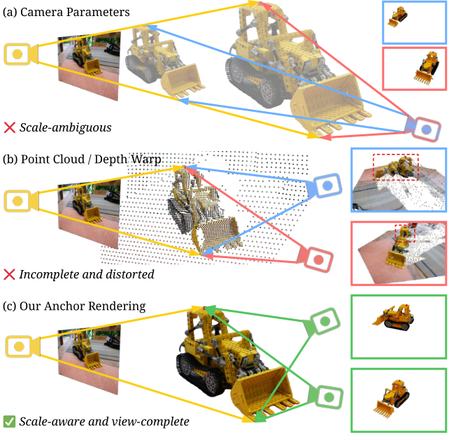 (a) Camera Parameters
Scale-ambiguous
(b) Point Cloud / Depth Warp
Incomplete and distorted
(c) Our Anchor Rendering
Scale-aware and view-complete